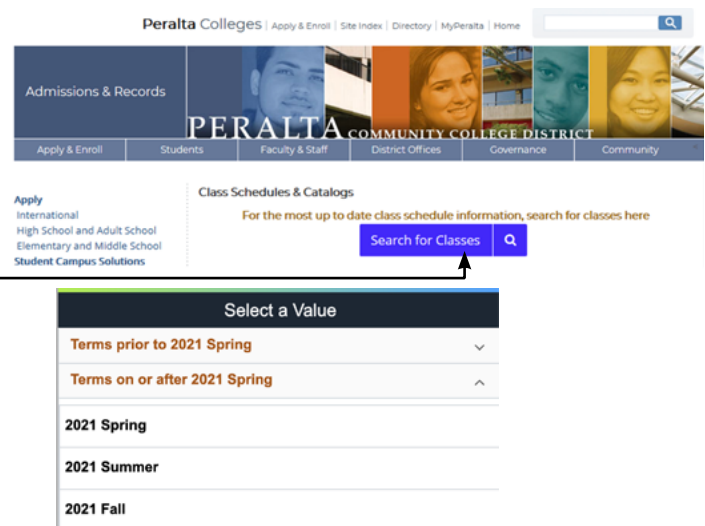 Peralta Colleges | Apply & Enroll | Site Index | Directory | MyPeralta | Home
Admissions & Records
PERALTA COMMUNITY COLLEGE DISTRICT
Apply & Enroll Students Faculty & Staff District Offices Governance Community
Apply
International
High School and Adult School
Elementary and Middle School
Student Campus Solutions
Class Schedules & Catalogs
For the most up to date class schedule information, search for classes here
Search for Classes
Select a Value
Terms prior to 2021 Spring
Terms on or after 2021 Spring
2021 Spring
2021 Summer
2021 Fall